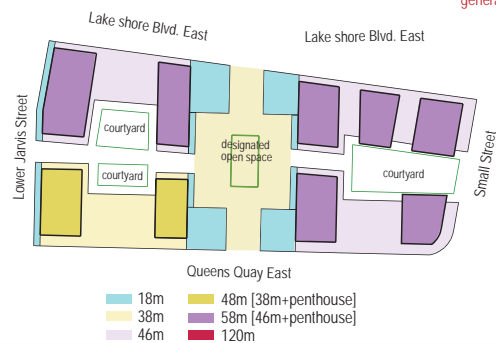 general
Lake shore Blvd. East
Lake shore Blvd. East
Lower Jarvis Street
courtyard
designated
open space
courtyard
courtyard
Small Street
Queens Quay East
18m
38m
46m
48m [38m+penthouse]
58m [46m+penthouse]
120m